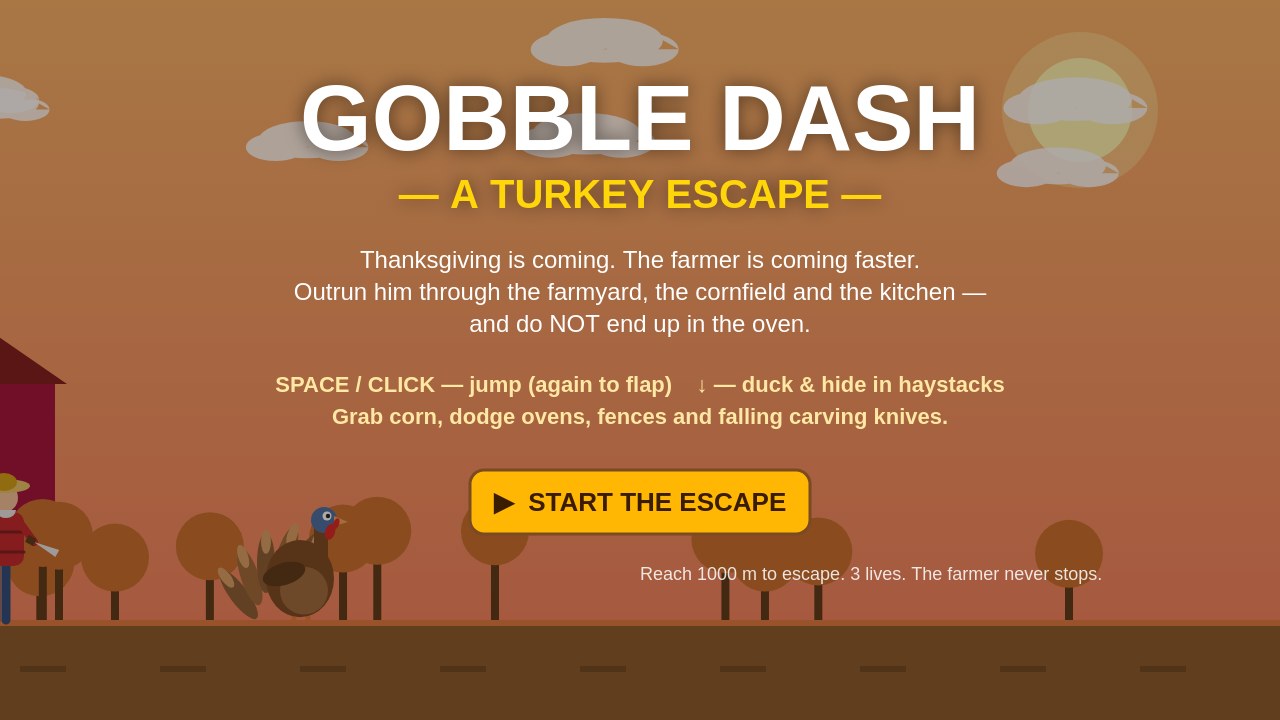 GOBBLE DASH
— A TURKEY ESCAPE —
Thanksgiving is coming. The farmer is coming faster.
Outrun him through the farmyard, the cornfield and the kitchen —
and do NOT end up in the oven.
SPACE / CLICK — jump (again to flap)    ↓ — duck & hide in haystacks
Grab corn, dodge ovens, fences and falling carving knives.
▶ START THE ESCAPE
Reach 1000 m to escape. 3 lives. The farmer never stops.